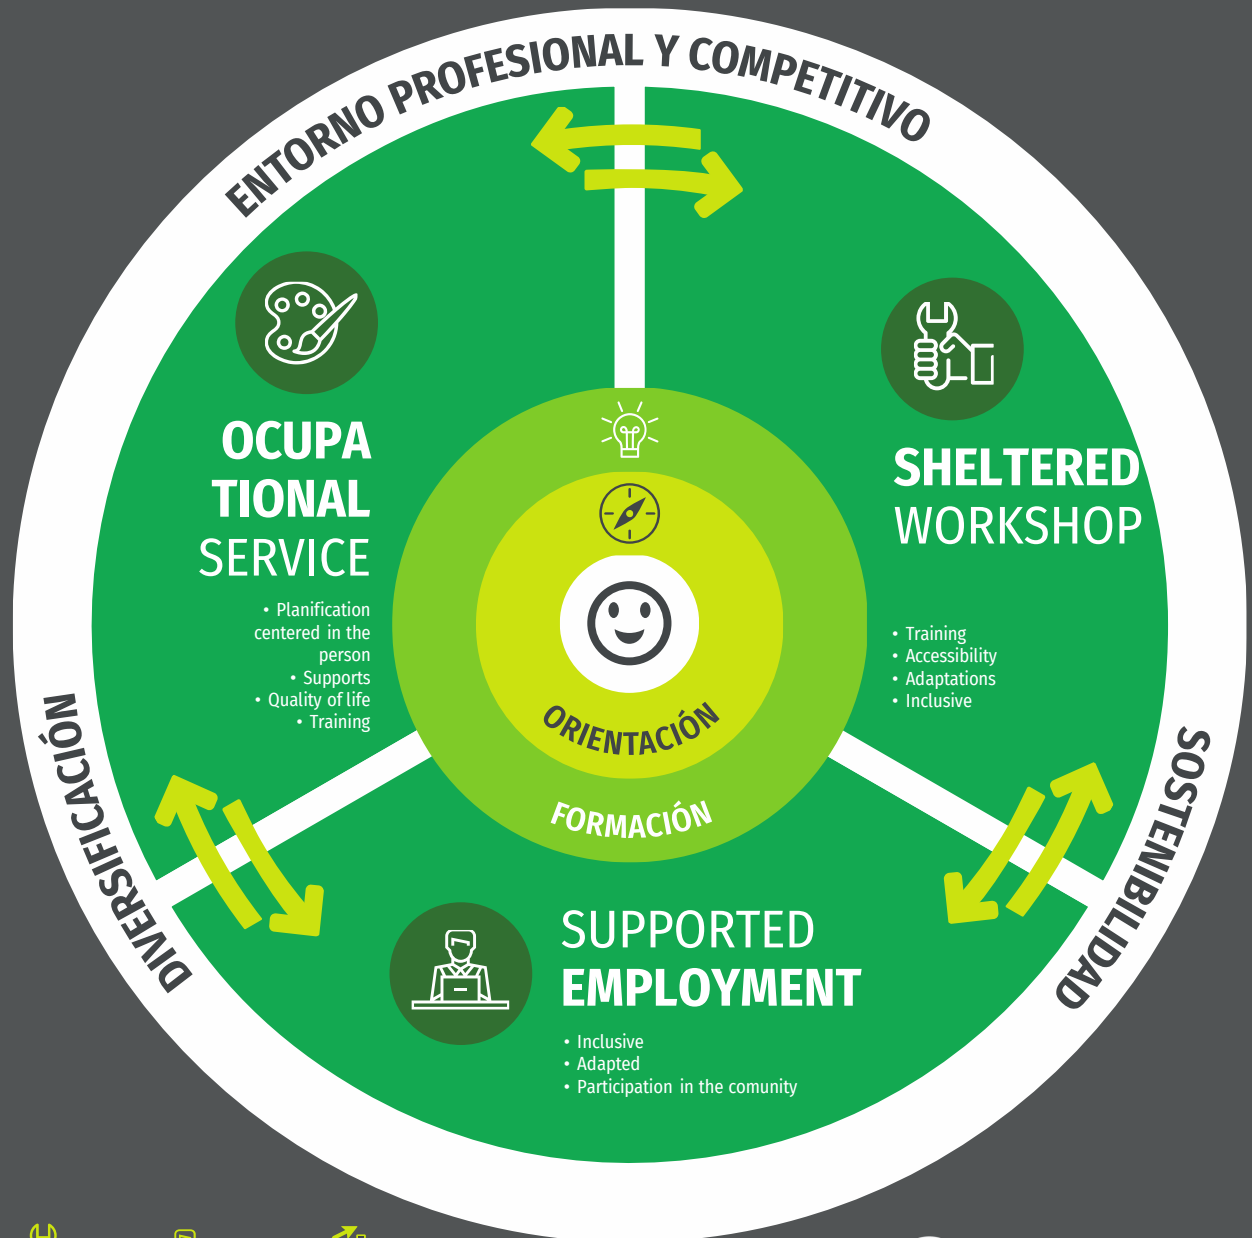 ENTORNO PROFESIONAL Y COMPETITIVO
OCUPA
TIONAL
SERVICE
• Planification
centered in the
person
• Supports
• Quality of life
• Training
SHELTERED
WORKSHOP
• Training
• Accessibility
• Adaptations
• Inclusive
ORIENTACIÓN
FORMACIÓN
DIVERSIFICACIÓN
SOSTENIBILIDAD
SUPPORTED
EMPLOYMENT
• Inclusive
• Adapted
• Participation in the comunity